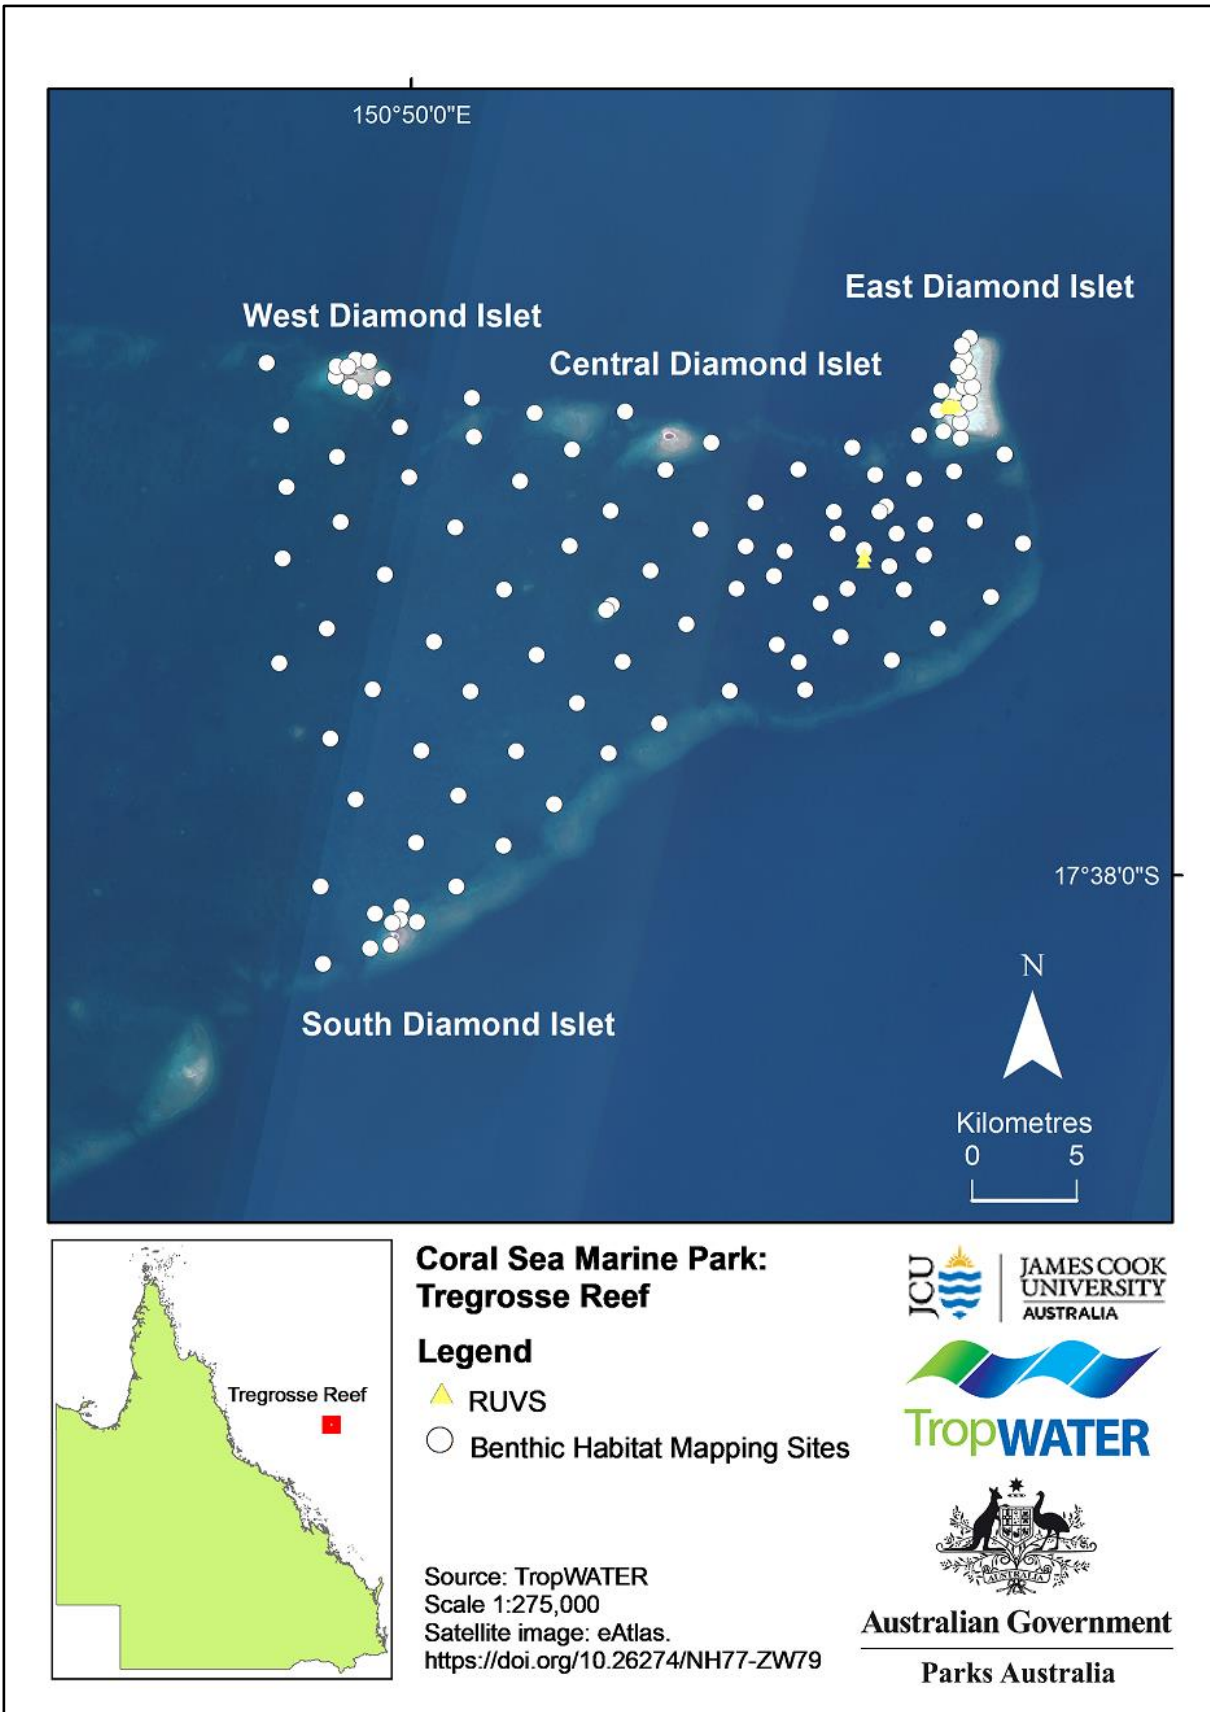 150°50'0"E
East Diamond Islet
West Diamond Islet
Central Diamond Islet
17°38'0"S
N
South Diamond Islet
Kilometres
0 5
Tregrosse Reef
Coral Sea Marine Park:
Tregrosse Reef
Legend
RUVS
Benthic Habitat Mapping Sites
Source: TropWATER
Scale 1:275,000
Satellite image: eAtlas.
https://doi.org/10.26274/NH77-ZW79
JCU
JAMES COOK
UNIVERSITY
AUSTRALIA
TropWATER
AUSTRALIA
Australian Government
Parks Australia